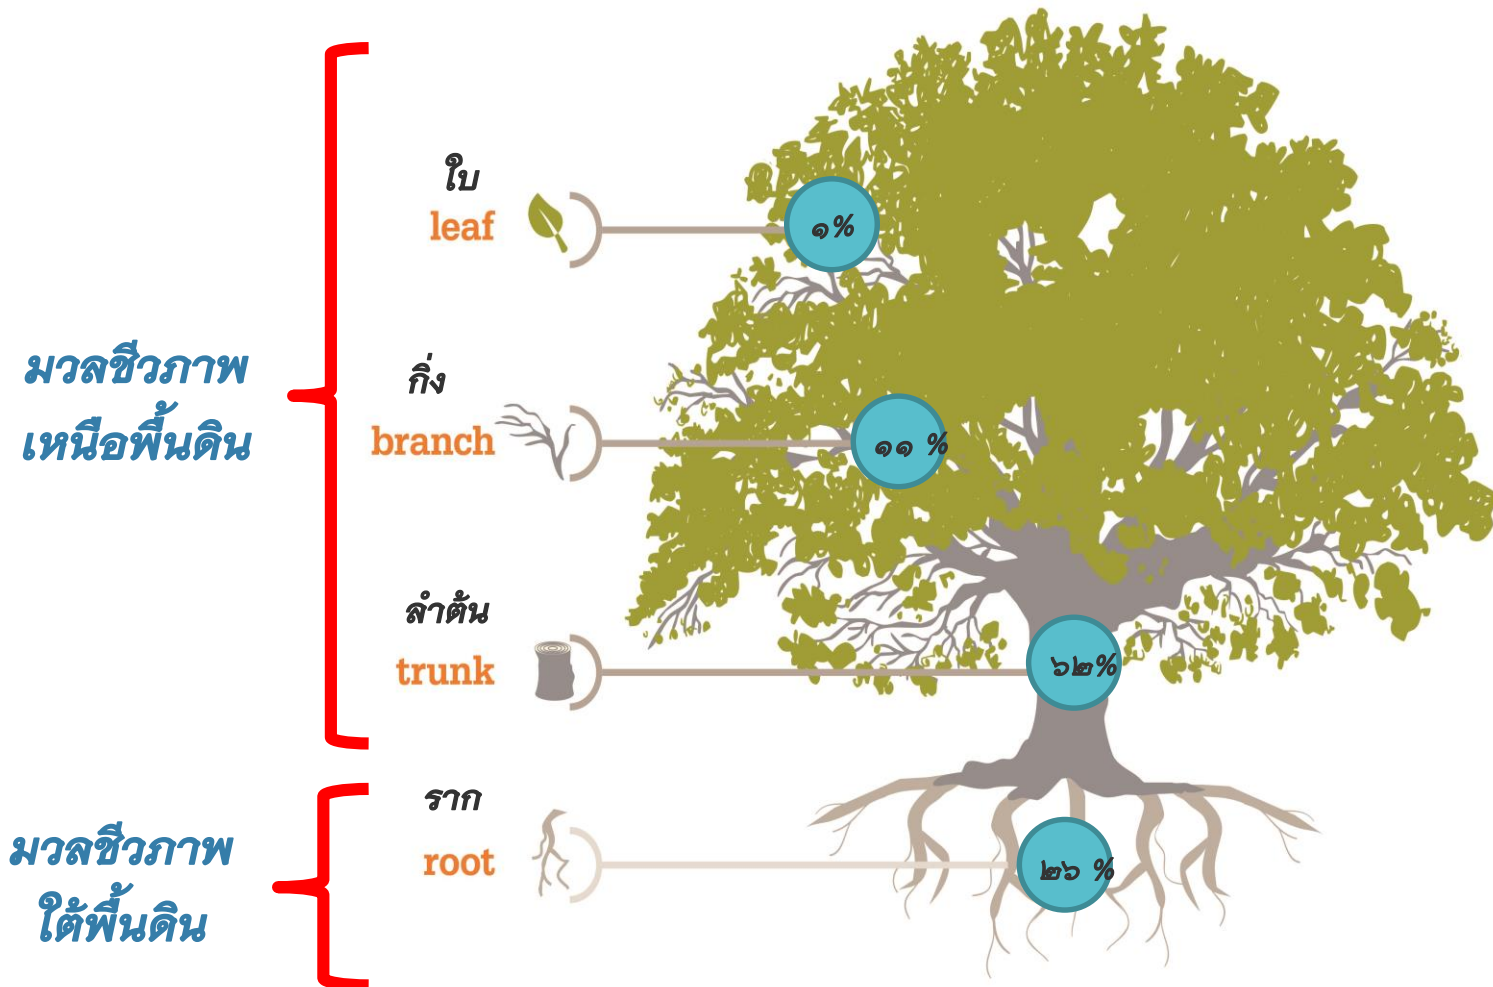 ใบ
leaf
๑%
มวลชีวภาพ
เหนือพื้นดิน
กิ่ง
branch
๑๑ %
ลำต้น
trunk
๖๒%
มวลชีวภาพ
ใต้พื้นดิน
ราก
root
๒๖ %